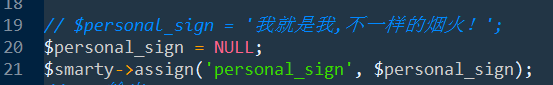 19 // $personal_sign = '我就是我,不一样的烟火！';
20 $personal_sign = NULL;
21 $smarty->assign('personal_sign', $personal_sign);